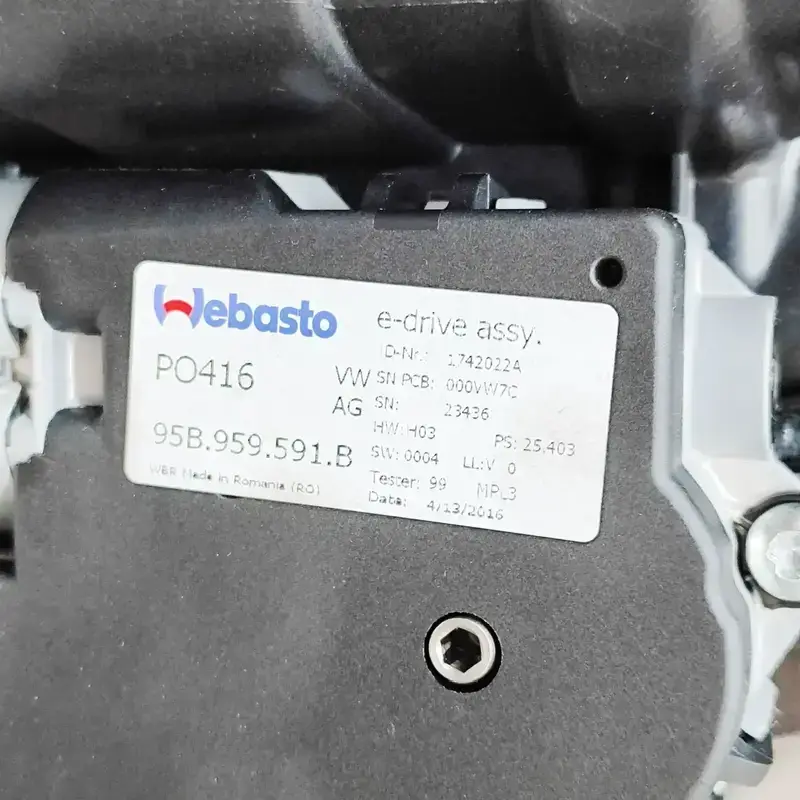 Webasto
PO416
VW
AG
95B.959.591.B
WBR Made in Romania (RO)
e-drive assy.
ID-Nr.: 1742022A
SN PCB: 000VW7C
SN: 23436
HW: H03 PS: 25,403
SW: 0004 LL:V 0
Tester: 99 MPL3
Date: 4/13/2016